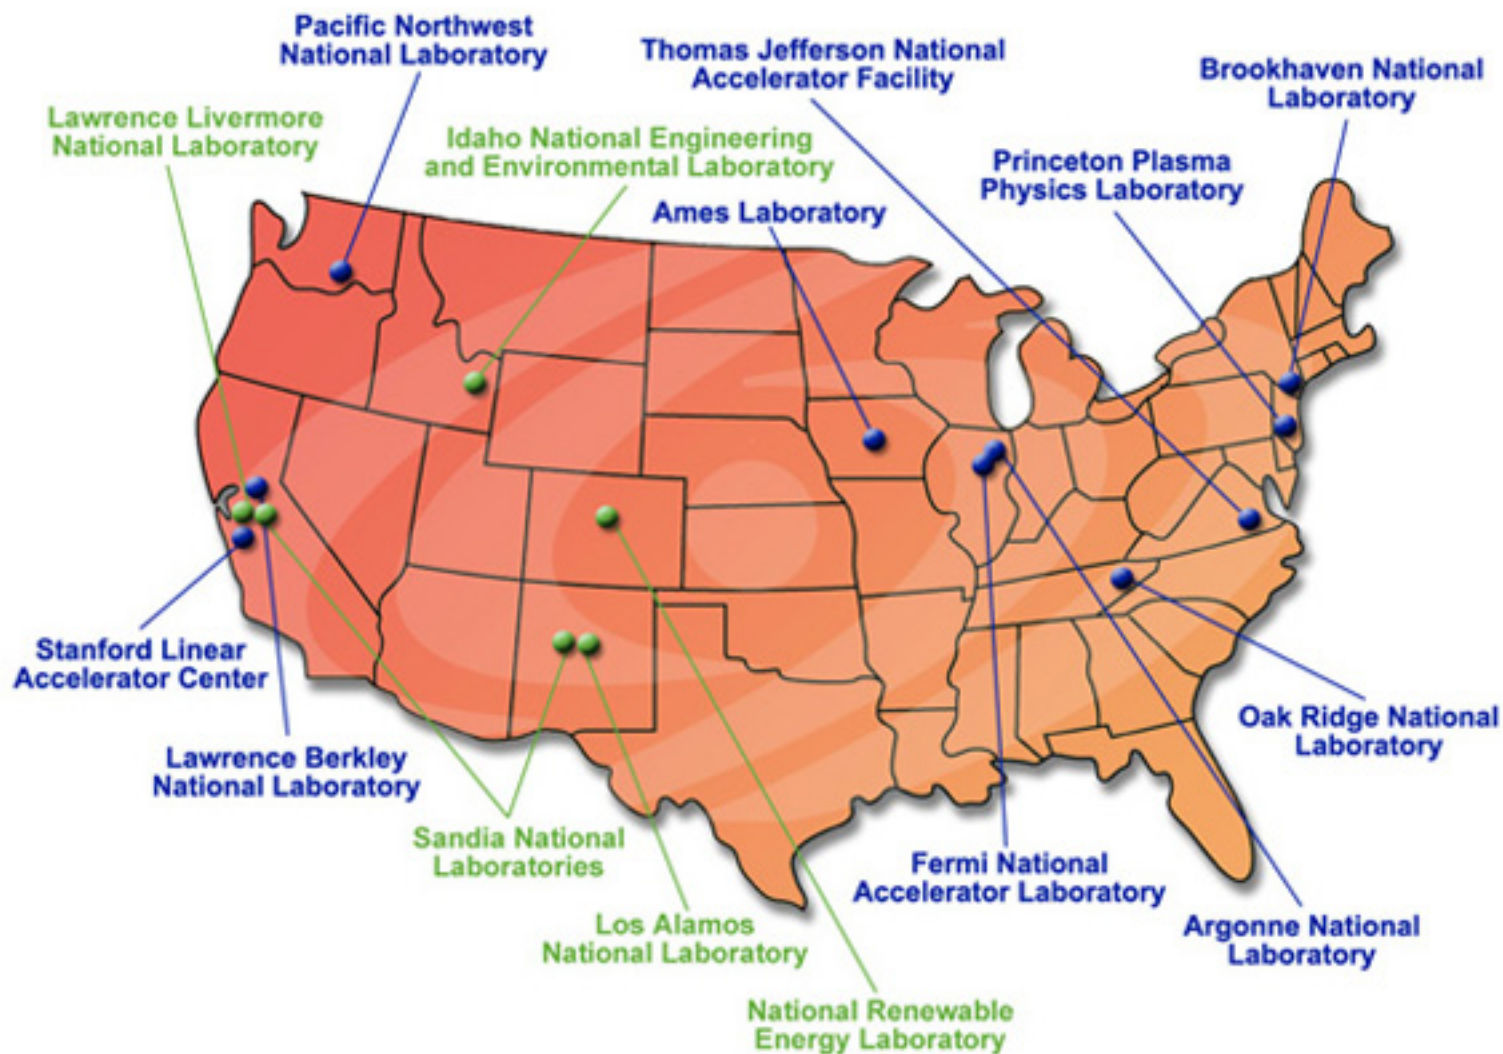 Pacific Northwest
National Laboratory
Thomas Jefferson National
Accelerator Facility
Brookhaven National
Laboratory
Lawrence Livermore
National Laboratory
Idaho National Engineering
and Environmental Laboratory
Princeton Plasma
Physics Laboratory
Ames Laboratory
Stanford Linear
Accelerator Center
Lawrence Berkley
National Laboratory
Oak Ridge National
Laboratory
Sandia National
Laboratories
Fermi National
Accelerator Laboratory
Los Alamos
National Laboratory
Argonne National
Laboratory
National Renewable
Energy Laboratory